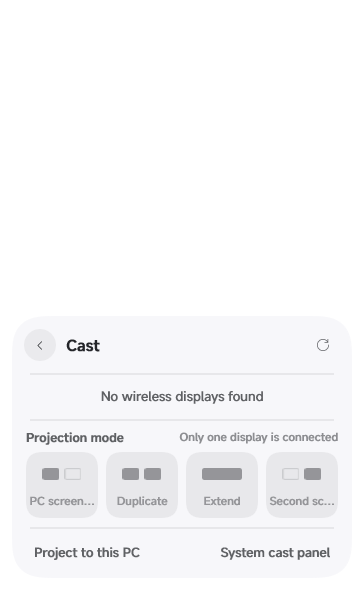 Cast
No wireless displays found
Projection mode
Only one display is connected
PC screen...
Duplicate
Extend
Second sc...
Project to this PC
System cast panel